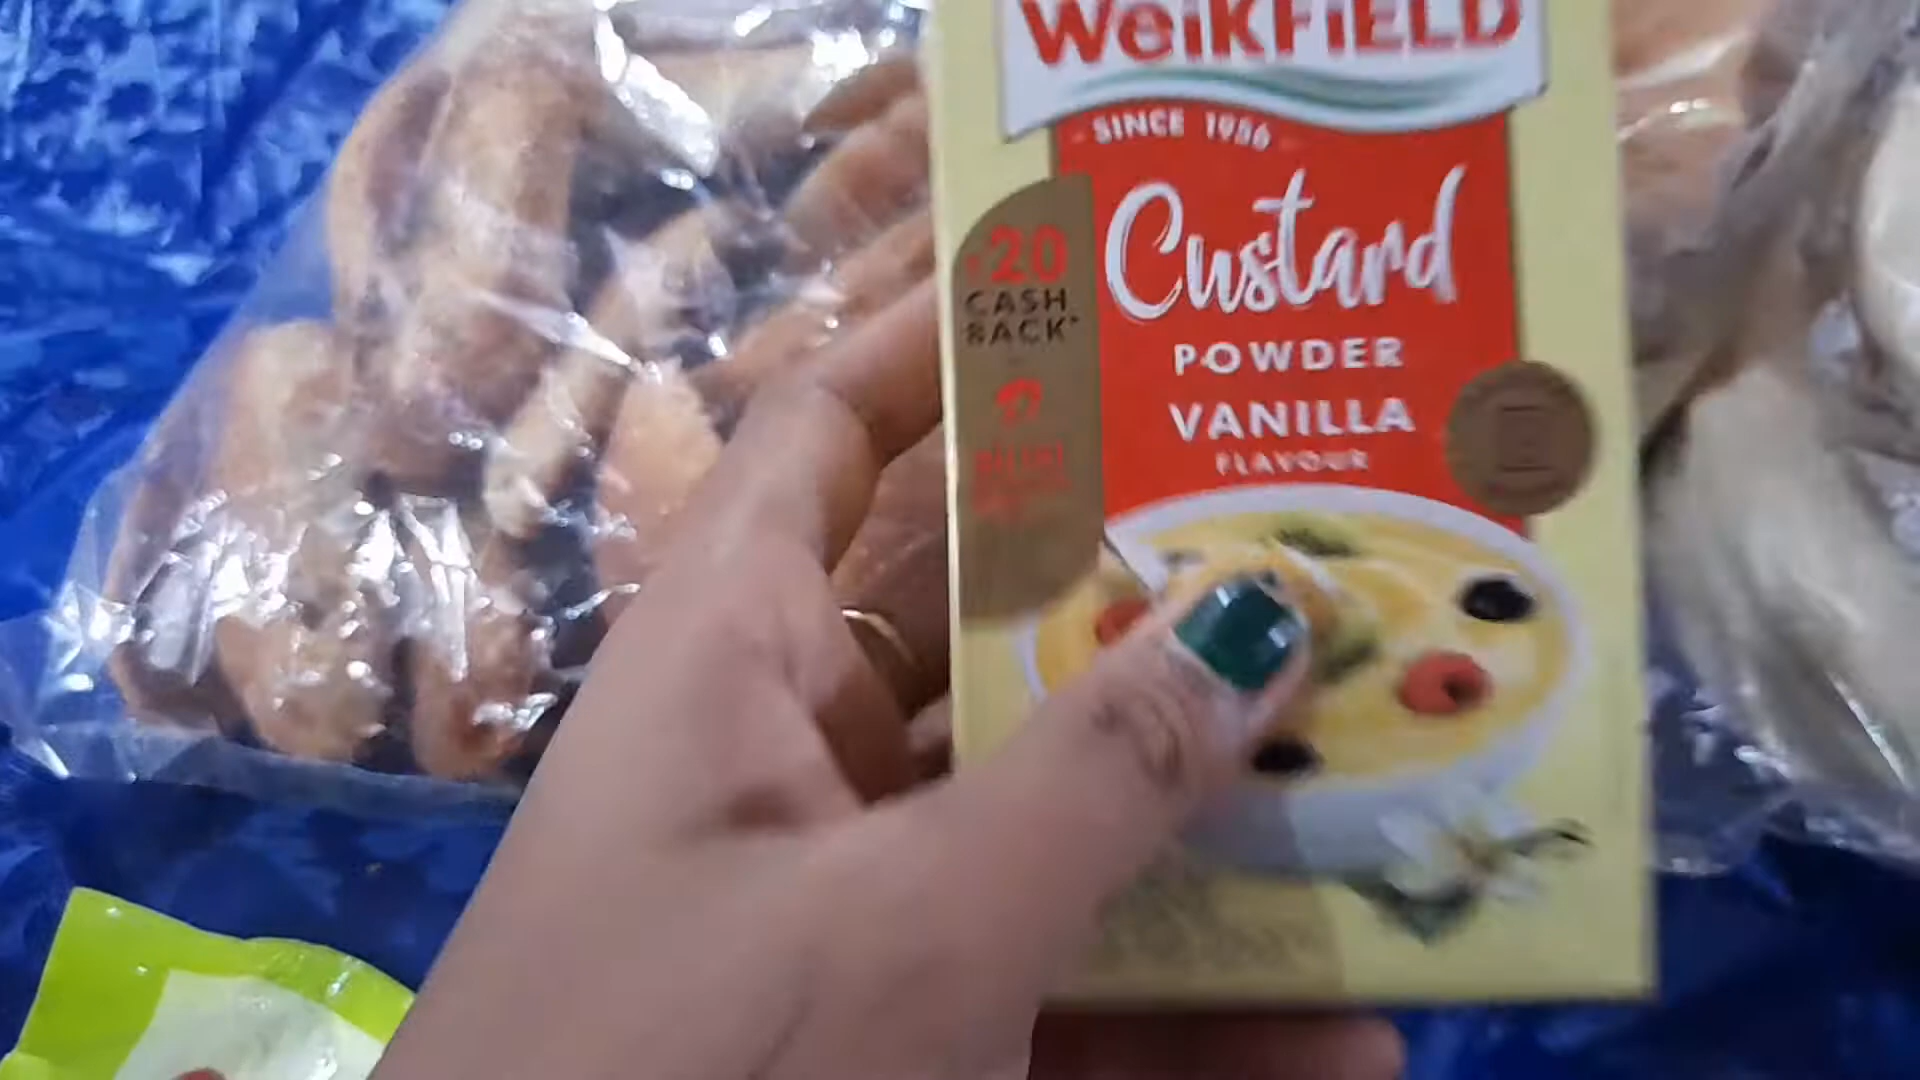 WeiKFiELD
SINCE 1956
Custard
POWDER
VANILLA
FLAVOUR
20
CASH
BACK*